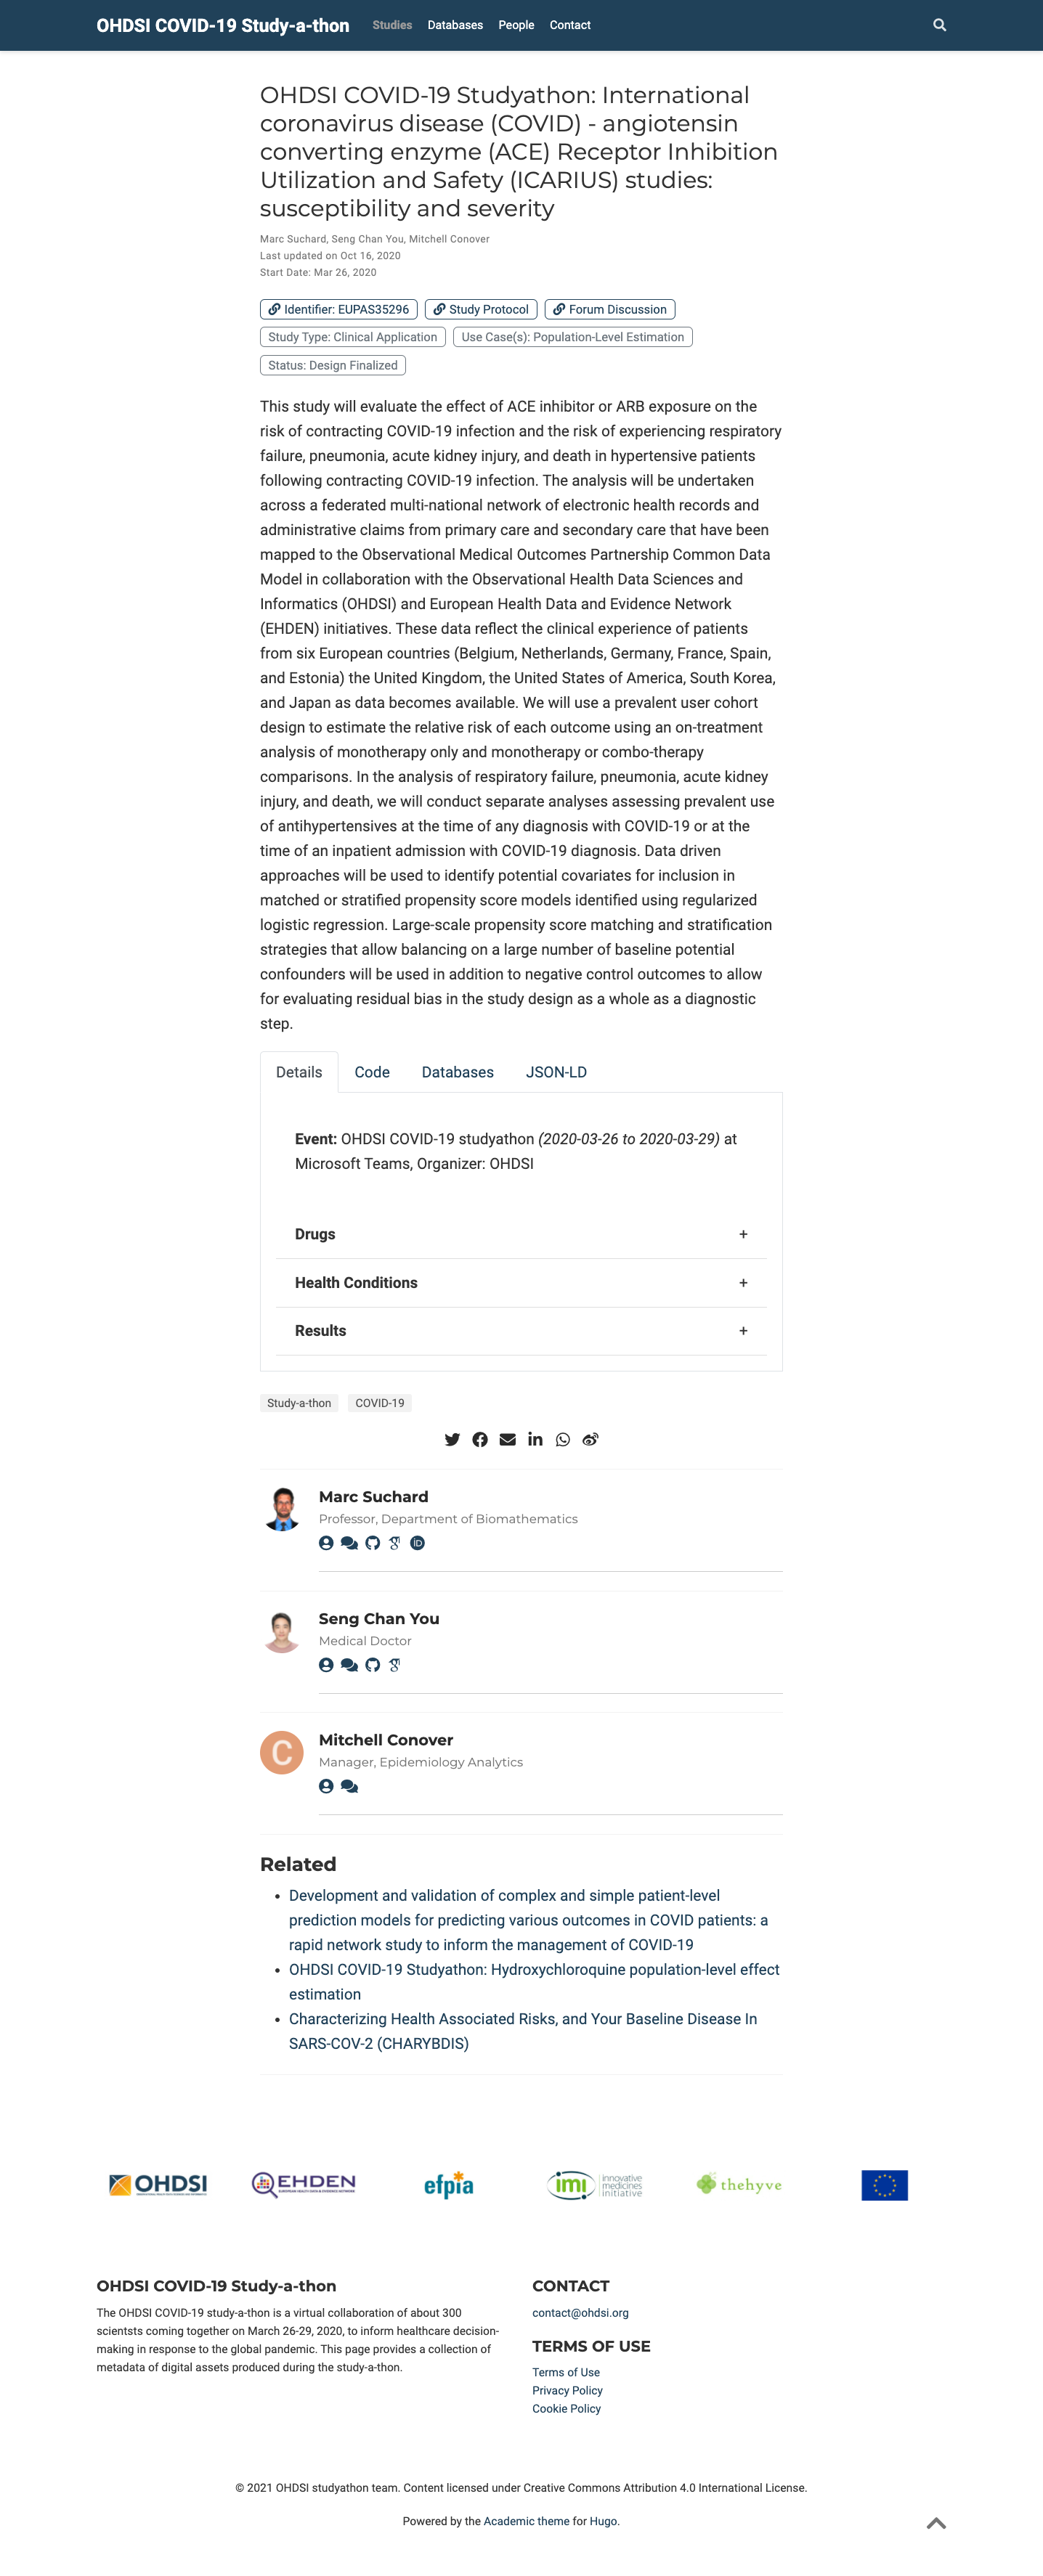 OHDSI COVID-19 Study-a-thon
Studies
Databases
People
Contact
OHDSI COVID-19 Studyathon: International
coronavirus disease (COVID) - angiotensin
converting enzyme (ACE) Receptor Inhibition
Utilization and Safety (ICARIUS) studies:
susceptibility and severity
Marc Suchard, Seng Chan You, Mitchell Conover
Last updated on Oct 16, 2020
Start Date: Mar 26, 2020
Identifier: EUPAS35296
Study Protocol
Forum Discussion
Study Type: Clinical Application
Use Case(s): Population-Level Estimation
Status: Design Finalized
This study will evaluate the effect of ACE inhibitor or ARB exposure on the
risk of contracting COVID-19 infection and the risk of experiencing respiratory
failure, pneumonia, acute kidney injury, and death in hypertensive patients
following contracting COVID-19 infection. The analysis will be undertaken
across a federated multi-national network of electronic health records and
administrative claims from primary care and secondary care that have been
mapped to the Observational Medical Outcomes Partnership Common Data
Model in collaboration with the Observational Health Data Sciences and
Informatics (OHDSI) and European Health Data and Evidence Network
(EHDEN) initiatives. These data reflect the clinical experience of patients
from six European countries (Belgium, Netherlands, Germany, France, Spain,
and Estonia) the United Kingdom, the United States of America, South Korea,
and Japan as data becomes available. We will use a prevalent user cohort
design to estimate the relative risk of each outcome using an on-treatment
analysis of monotherapy only and monotherapy or combo-therapy
comparisons. In the analysis of respiratory failure, pneumonia, acute kidney
injury, and death, we will conduct separate analyses assessing prevalent use
of antihypertensives at the time of any diagnosis with COVID-19 or at the
time of an inpatient admission with COVID-19 diagnosis. Data driven
approaches will be used to identify potential covariates for inclusion in
matched or stratified propensity score models identified using regularized
logistic regression. Large-scale propensity score matching and stratification
strategies that allow balancing on a large number of baseline potential
confounders will be used in addition to negative control outcomes to allow
for evaluating residual bias in the study design as a whole as a diagnostic
step.
Details
Code
Databases
JSON-LD
Event: OHDSI COVID-19 studyathon (2020-03-26 to 2020-03-29) at
Microsoft Teams, Organizer: OHDSI
Drugs +
Health Conditions +
Results +
Study-a-thon
COVID-19
Marc Suchard
Professor, Department of Biomathematics
Seng Chan You
Medical Doctor
C
Mitchell Conover
Manager, Epidemiology Analytics
Related
• Development and validation of complex and simple patient-level
prediction models for predicting various outcomes in COVID patients: a
rapid network study to inform the management of COVID-19
• OHDSI COVID-19 Studyathon: Hydroxychloroquine population-level effect
estimation
• Characterizing Health Associated Risks, and Your Baseline Disease In
SARS-COV-2 (CHARYBDIS)
OHDSI
EHDEN
efpia
imi
innovative
medicines
initiative
thehyve
OHDSI COVID-19 Study-a-thon
The OHDSI COVID-19 study-a-thon is a virtual collaboration of about 300
scientsts coming together on March 26-29, 2020, to inform healthcare decision-
making in response to the global pandemic. This page provides a collection of
metadata of digital assets produced during the study-a-thon.
CONTACT
contact@ohdsi.org
TERMS OF USE
Terms of Use
Privacy Policy
Cookie Policy
© 2021 OHDSI studyathon team. Content licensed under Creative Commons Attribution 4.0 International License.
Powered by the Academic theme for Hugo.